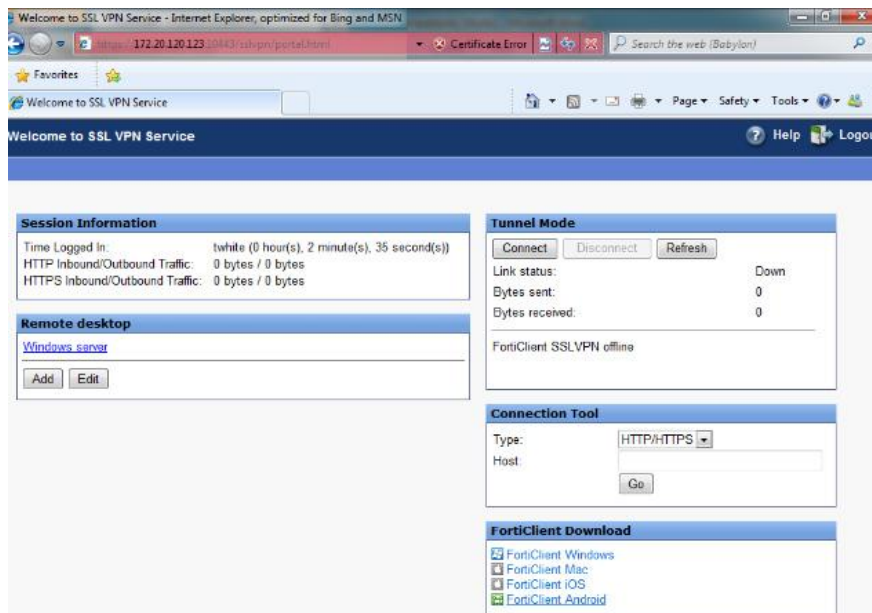 Welcome to SSL VPN Service - Internet Explorer, optimized for Bing and MSN
172.20.120.123:10443/sslvpn/portal.html
Certificate Error
Search the web (Babylon)
Favorites
Welcome to SSL VPN Service
Page Safety Tools
Welcome to SSL VPN Service
Help Logou
Session Information
Time Logged In: twhite (0 hour(s), 2 minute(s), 35 second(s))
HTTP Inbound/Outbound Traffic: 0 bytes / 0 bytes
HTTPS Inbound/Outbound Traffic: 0 bytes / 0 bytes
Remote desktop
Windows server
Add Edit
Tunnel Mode
Connect Disconnect Refresh
Link status: Down
Bytes sent: 0
Bytes received: 0
FortiClient SSLVPN offline
Connection Tool
Type: HTTP/HTTPS
Host:
Go
FortiClient Download
FortiClient Windows
FortiClient Mac
FortiClient iOS
FortiClient Android